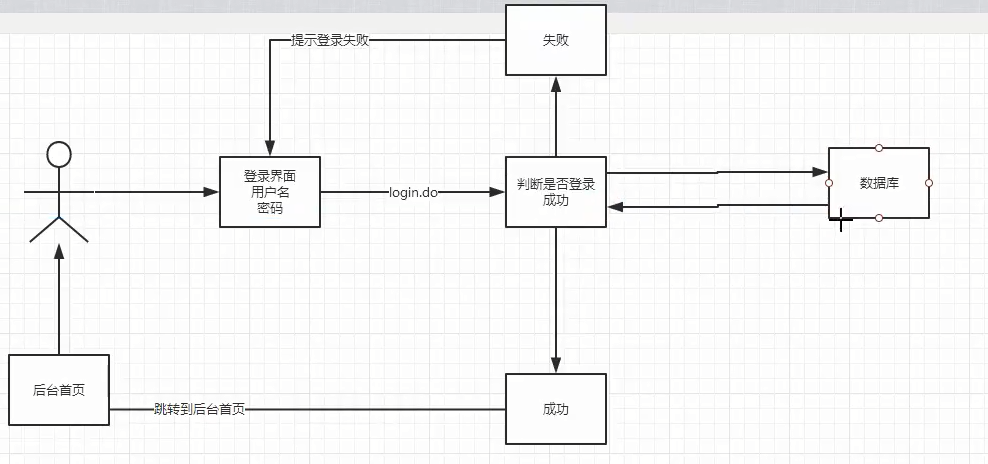 失败
提示登录失败
登录界面
用户名
密码
login.do
判断是否登录
成功
数据库
后台首页
跳转到后台首页
成功